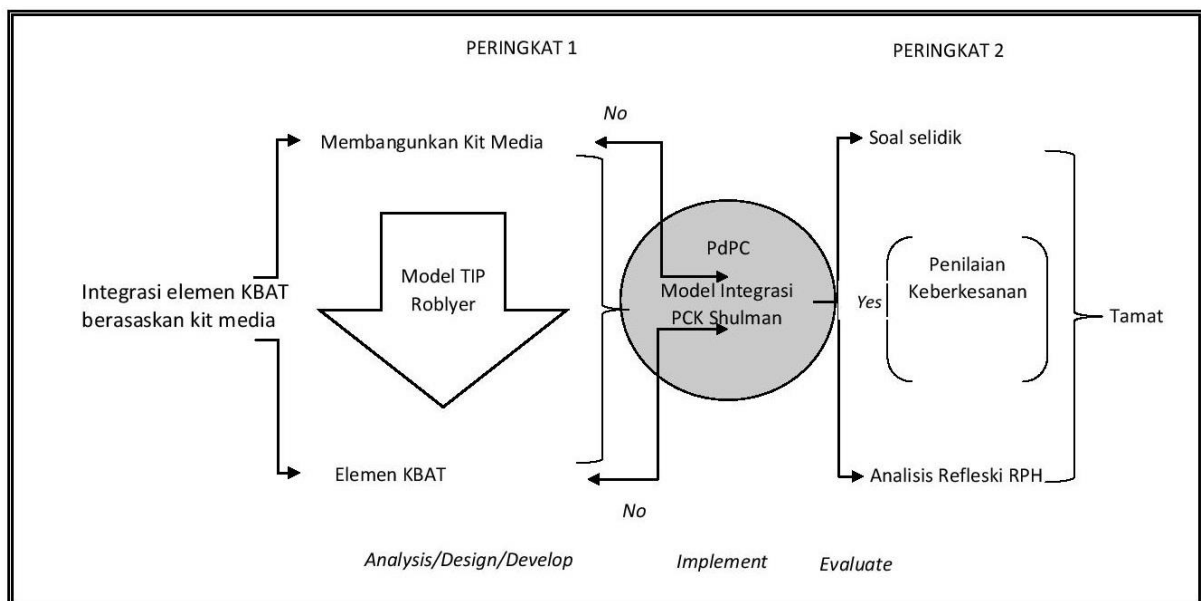 PERINGKAT 1
PERINGKAT 2
No
Membangunkan Kit Media
Soal selidik
Model TIP
Roblyer
PdPC
Model Integrasi
PCK Shulman
Integrasi elemen KBAT
berasaskan kit media
Yes
Penilaian
Keberkesanan
Tamat
Elemen KBAT
Analisis Refleski RPH
No
Analysis/Design/Develop
Implement
Evaluate